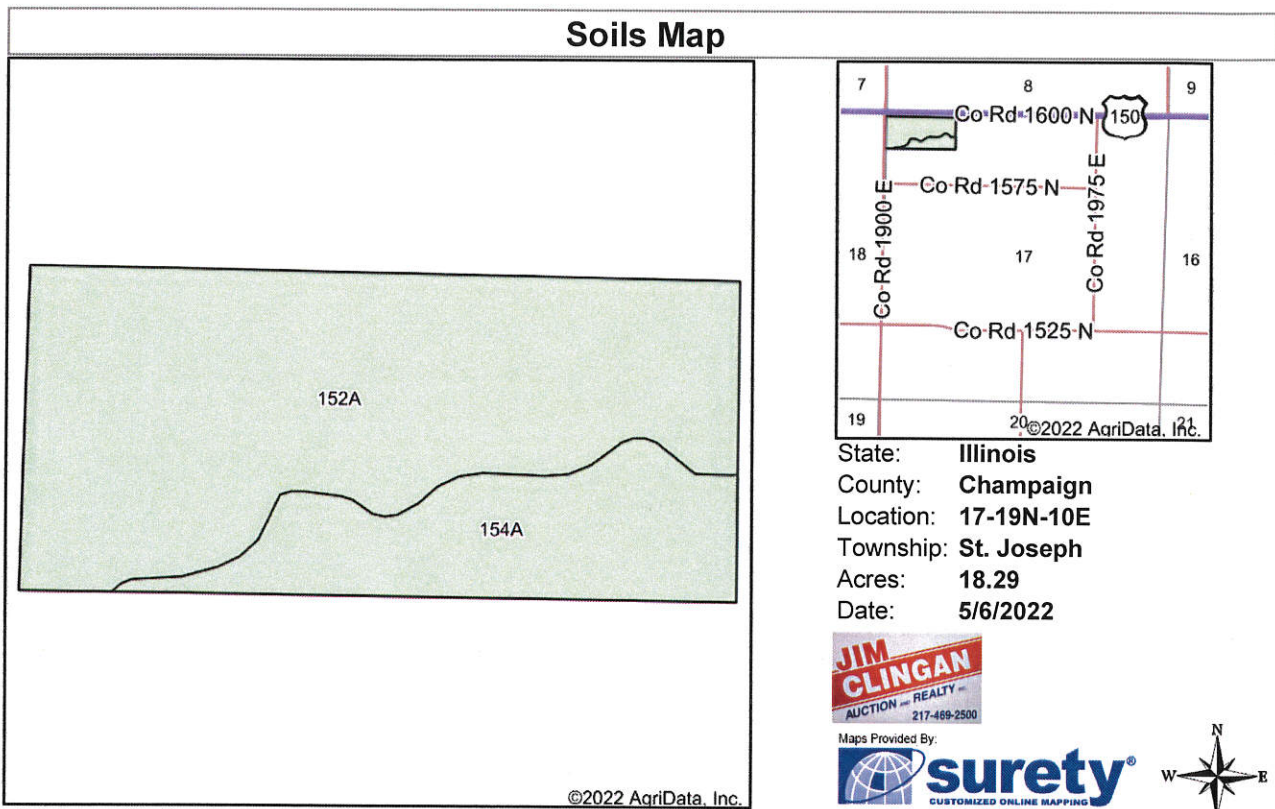 Soils Map
152A
154A
©2022 AgriData, Inc.
7
8
9
Co Rd 1600 N
150
Co Rd 1575 N
Co Rd 1900 E
Co Rd 1975 E
18
17
16
Co Rd 1525 N
19
20
21
©2022 AgriData, Inc.
State: Illinois
County: Champaign
Location: 17-19N-10E
Township: St. Joseph
Acres: 18.29
Date: 5/6/2022
JIM
CLINGAN
AUCTION AND REALTY
217-469-2500
Maps Provided By:
surety®
CUSTOMIZED ONLINE MAPPING
N
W
E
S